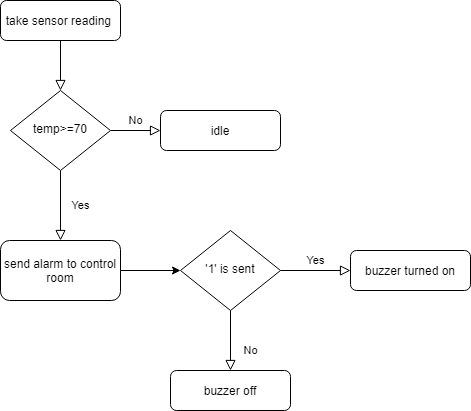 take sensor reading
temp>=70
No
idle
Yes
send alarm to control
room
'1' is sent
Yes
buzzer turned on
No
buzzer off